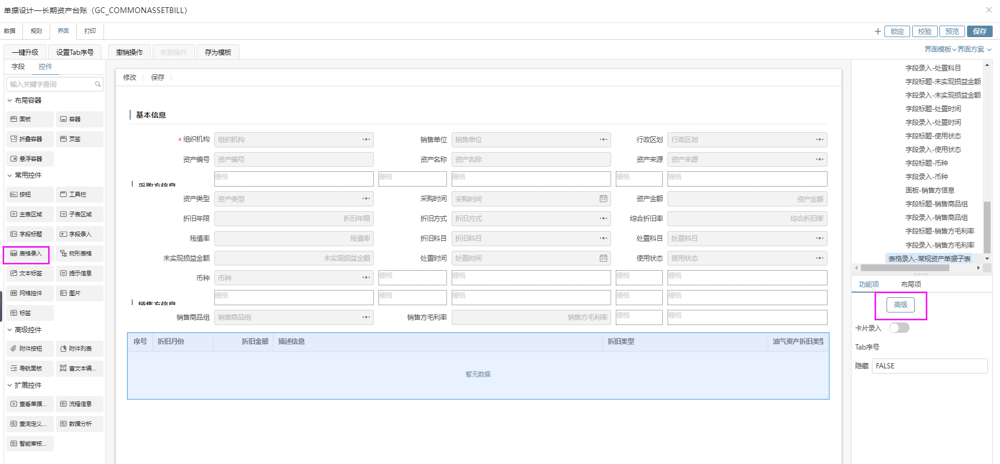 单据设计—长期资产台账（GC_COMMONASSETBILL）
数据 规则 界面 打印
锁定 校验 预览 保存
一键升级 设置Tab序号 撤销操作 恢复操作 存为模板
界面模板 界面方案
字段 控件
输入关键字查询
布局容器
面板 容器
折叠容器 页签
悬浮容器
常用控件
按钮 工具栏
主表区域 子表区域
字段标题 字段录入
表格录入 树形表格
文本标签 提示信息
网格控件 图片
标签
高级控件
附件按钮 附件列表
导航面板 富文本编...
扩展控件
查看单据... 流程信息
查询定义... 数据分析
智能审核...
修改 保存
基本信息
* 组织机构 组织机构 销售单位 销售单位 行政区划 行政区划
资产编号 资产编号 资产名称 资产名称 资产来源 资产来源
栅格 栅格 栅格 栅格 栅格
采购方信息
资产类型 资产类型 采购时间 采购时间 资产金额 资产金额
折旧年限 折旧年限 折旧方式 折旧方式 综合折旧率 综合折旧率
残值率 残值率 折旧科目 折旧科目 处置科目 处置科目
未实现损益金额 未实现损益金额 处置时间 处置时间 使用状态 使用状态
币种 币种 栅格 栅格 栅格 栅格
栅格 栅格 栅格 栅格 栅格
销售方信息
销售商品组 销售商品组 销售方毛利率 销售方毛利率 栅格 栅格
序号 折旧月份 折旧金额 描述信息 折旧类型 油气资产折旧类型
暂无数据
字段录入-处置科目
字段标题-未实现损益金额
字段录入-未实现损益金额
字段标题-处置时间
字段录入-处置时间
字段标题-使用状态
字段录入-使用状态
字段标题-币种
字段录入-币种
面板-销售方信息
字段标题-销售商品组
字段录入-销售商品组
字段标题-销售方毛利率
字段录入-销售方毛利率
表格录入-常规资产单据子表
功能项 布局项
高级
卡片录入
Tab序号
隐藏 FALSE